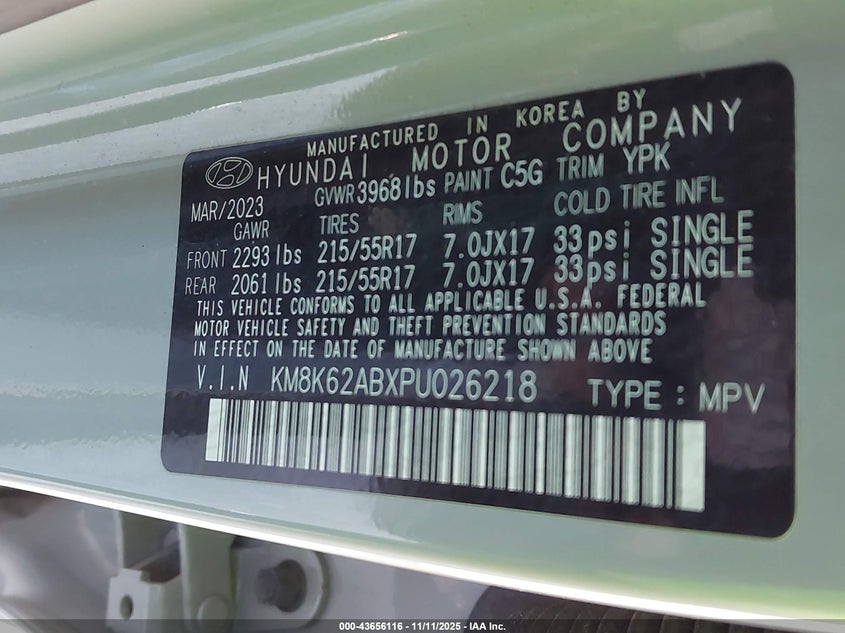 MANUFACTURED IN KOREA BY
HYUNDAI MOTOR COMPANY
MAR/2023 GVWR 3968 lbs PAINT C5G TRIM YPK
GAWR TIRES RIMS COLD TIRE INFL
FRONT 2293 lbs 215/55R17 7.0JX17 33psi SINGLE
REAR 2061 lbs 215/55R17 7.0JX17 33psi SINGLE
THIS VEHICLE CONFORMS TO ALL APPLICABLE U.S.A. FEDERAL
MOTOR VEHICLE SAFETY AND THEFT PREVENTION STANDARDS
IN EFFECT ON THE DATE OF MANUFACTURE SHOWN ABOVE
V.I.N KM8K62ABXPU026218 TYPE : MPV
000-43656116 - 11/11/2025 - IAA Inc.